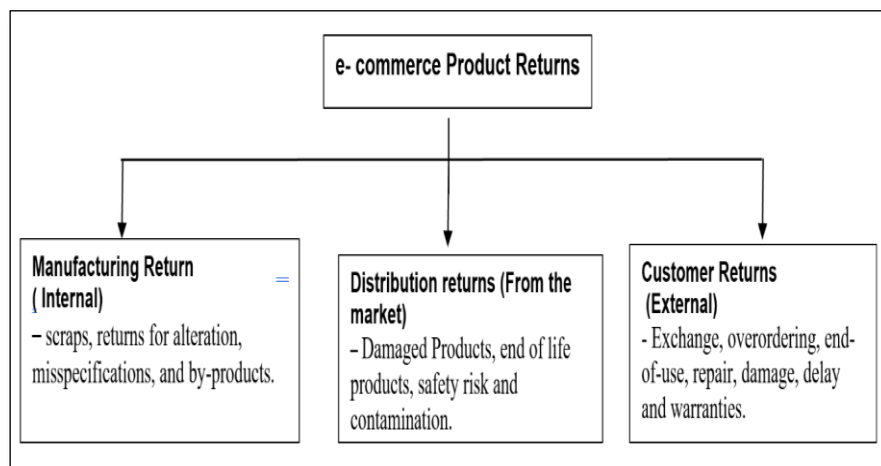 e- commerce Product Returns
Manufacturing Return
( Internal)
– scraps, returns for alteration,
misspecifications, and by-products.
Distribution returns (From the
market)
– Damaged Products, end of life
products, safety risk and
contamination.
Customer Returns
(External)
- Exchange, overordering, end-
of-use, repair, damage, delay
and warranties.